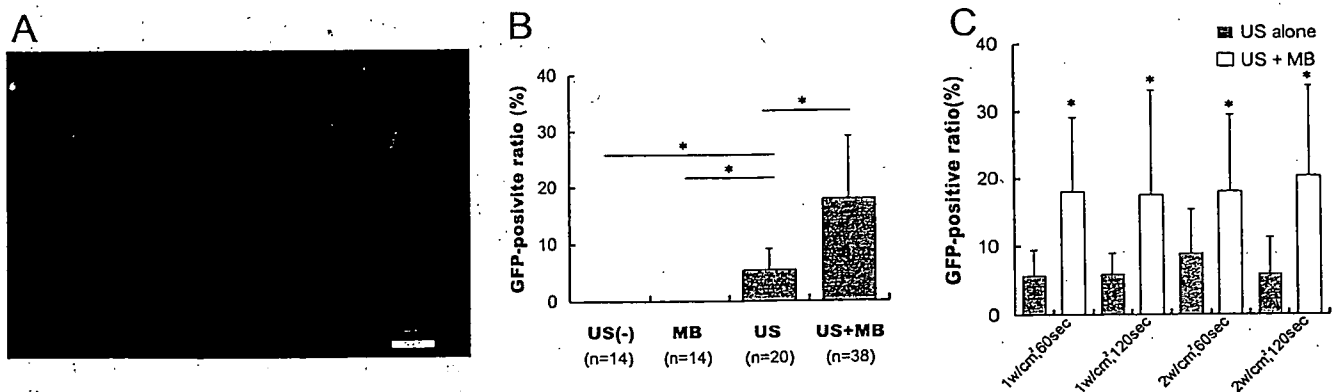 A
B
GFP-posivite ratio (%)
40
30
20
10
0
*
*
*
US(-) MB US US+MB
(n=14) (n=14) (n=20) (n=38)
C
US alone
US + MB
GFP-positive ratio(%)
40
30
20
10
0
* * * *
1w/cm²,60sec
1w/cm²,120sec
2w/cm²,60sec
2w/cm²,120sec